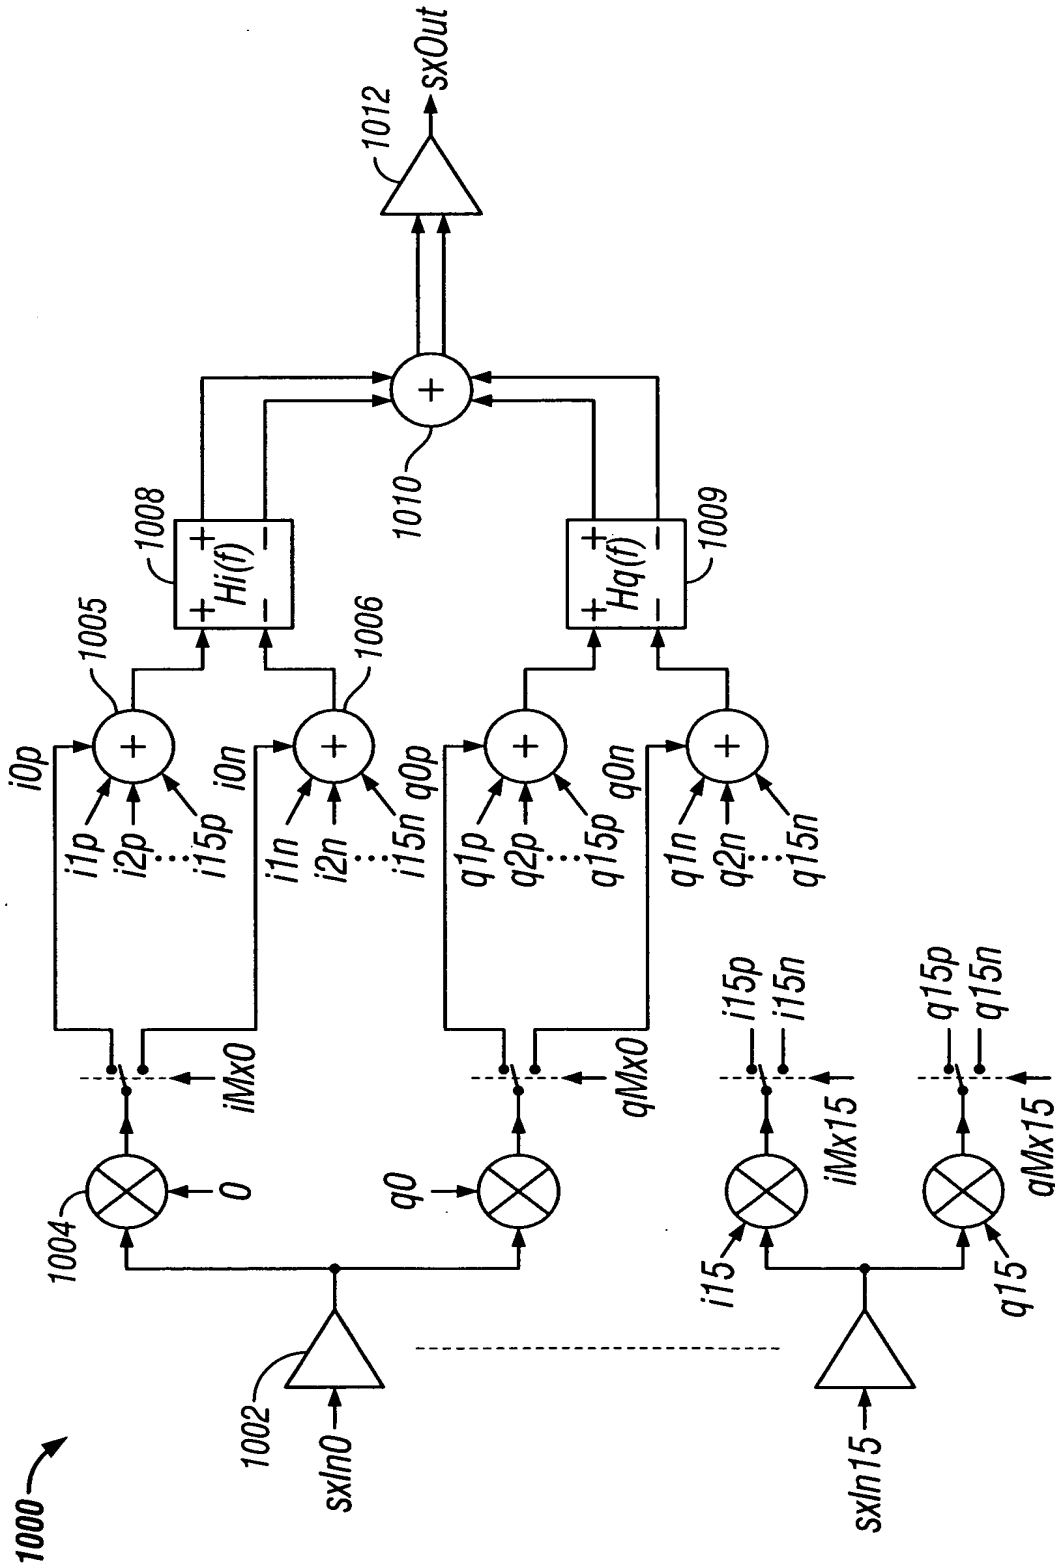 1000
sxIn0
1002
1004
0
iMx0
q0
qMx0
i0p
i1p
i2p
i15p
1005
i0n
i1n
i2n
i15n
1006
q0p
q1p
q2p
q15p
q0n
q1n
q2n
q15n
+
+
+
+
1008
+ +
Hi(f)
– –
1009
+ +
Hq(f)
– –
1010
+
1012
sxOut
sxIn15
i15
iMx15
i15p
i15n
q15
qMx15
q15p
q15n